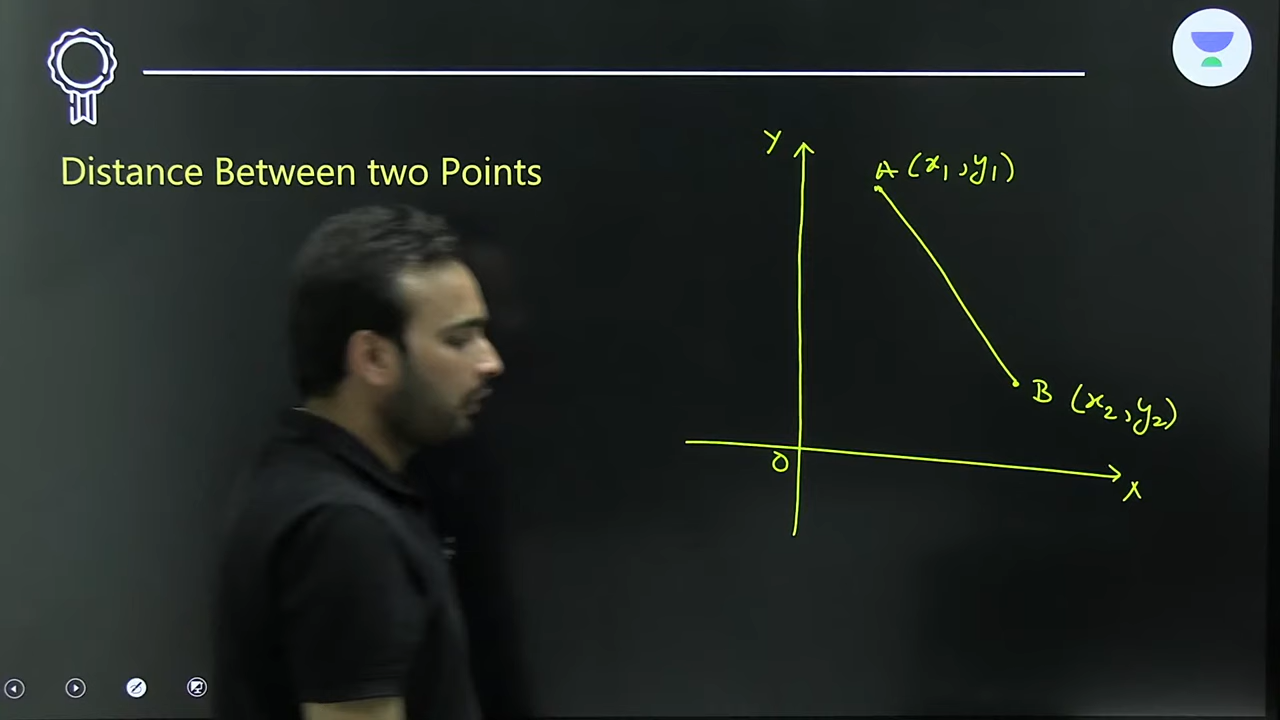 Distance Between two Points
Y
A (x₁, y₁)
B (x₂, y₂)
O
X